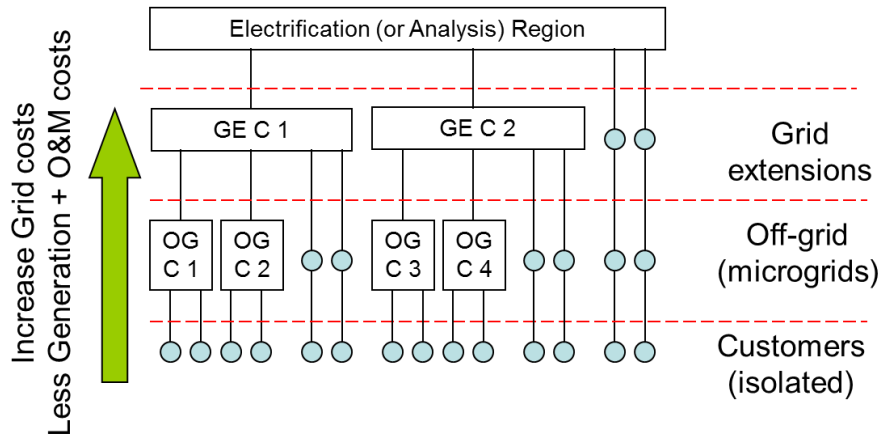 Electrification (or Analysis) Region
Increase Grid costs
Less Generation + O&M costs
GE C 1
GE C 2
Grid
extensions
OG
C 1
OG
C 2
OG
C 3
OG
C 4
Off-grid
(microgrids)
Customers
(isolated)